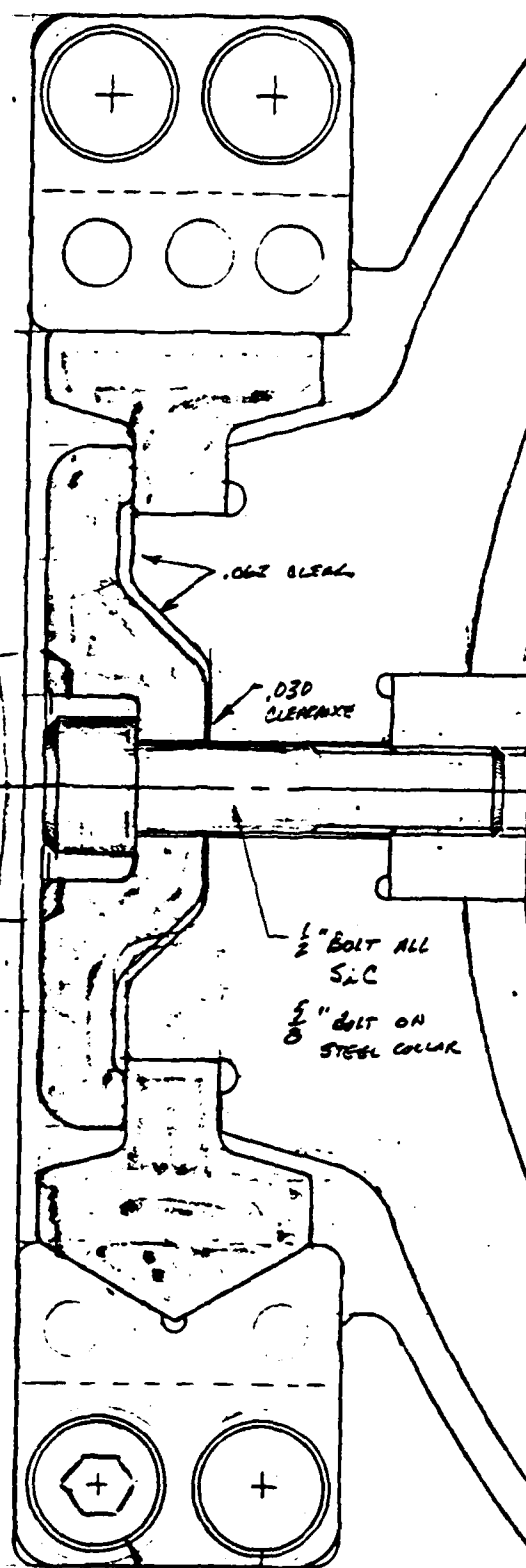 .062 CLEAR
.030
CLEARANCE
1/2" BOLT ALL
SiC
5/8" BOLT ON
STEEL COLLAR